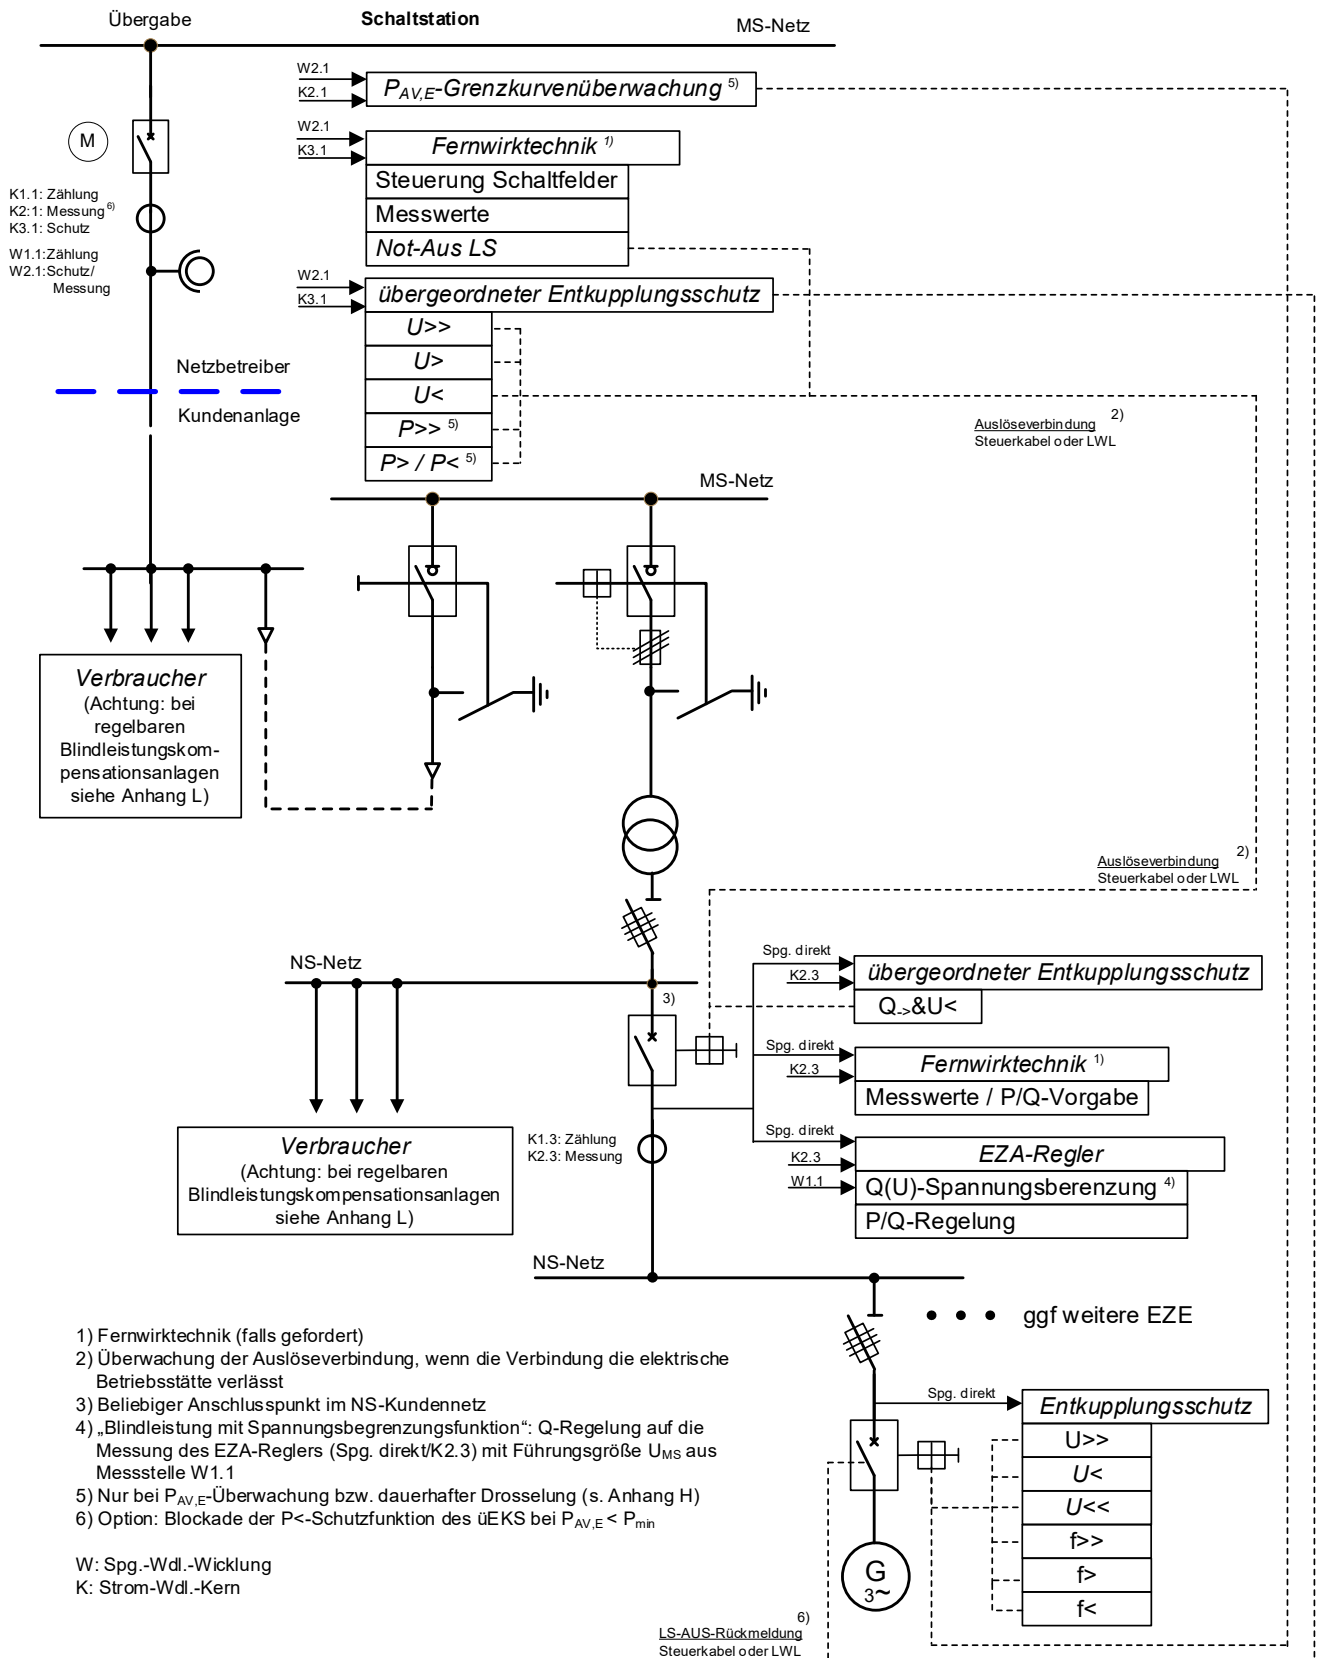 Übergabe
Schaltstation
MS-Netz
W2.1
K2.1
P_AV,E-Grenzkurvenüberwachung 5)
M
W2.1
K3.1
Fernwirktechnik 1)
Steuerung Schaltfelder
Messwerte
Not-Aus LS
K1.1: Zählung
K2:1: Messung 6)
K3.1: Schutz
W1.1:Zählung
W2.1:Schutz/
Messung
W2.1
K3.1
übergeordneter Entkupplungsschutz
U>>
U>
U<
P>> 5)
P> / P< 5)
Netzbetreiber
Kundenanlage
Auslöseverbindung 2)
Steuerkabel oder LWL
MS-Netz
Verbraucher
(Achtung: bei
regelbaren
Blindleistungskom-
pensationsanlagen
siehe Anhang L)
Auslöseverbindung 2)
Steuerkabel oder LWL
NS-Netz
3)
Spg. direkt
K2.3
übergeordneter Entkupplungsschutz
Q->&U<
Spg. direkt
K2.3
Fernwirktechnik 1)
Messwerte / P/Q-Vorgabe
Verbraucher
(Achtung: bei regelbaren
Blindleistungskompensationsanlagen
siehe Anhang L)
K1.3: Zählung
K2.3: Messung
Spg. direkt
K2.3
W1.1
EZA-Regler
Q(U)-Spannungsberenzung 4)
P/Q-Regelung
NS-Netz
ggf weitere EZE
1) Fernwirktechnik (falls gefordert)
2) Überwachung der Auslöseverbindung, wenn die Verbindung die elektrische
Betriebsstätte verlässt
3) Beliebiger Anschlusspunkt im NS-Kundennetz
4) „Blindleistung mit Spannungsbegrenzungsfunktion“: Q-Regelung auf die
Messung des EZA-Reglers (Spg. direkt/K2.3) mit Führungsgröße U_MS aus
Messstelle W1.1
5) Nur bei P_AV,E-Überwachung bzw. dauerhafter Drosselung (s. Anhang H)
6) Option: Blockade der P<-Schutzfunktion des üEKS bei P_AV,E < P_min
W: Spg.-Wdl.-Wicklung
K: Strom-Wdl.-Kern
Spg. direkt
Entkupplungsschutz
U>>
U<
U<<
f>>
f>
f<
G
3~
6)
LS-AUS-Rückmeldung
Steuerkabel oder LWL